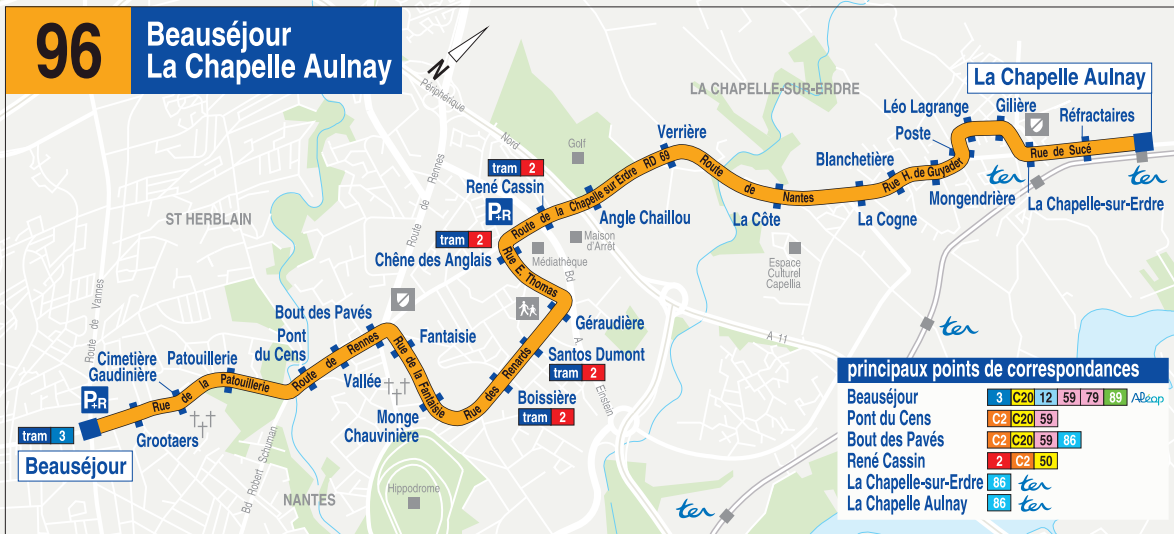 96
Beauséjour
La Chapelle Aulnay
N
Périphérique
Nord
Route de Rennes
Golf
LA CHAPELLE-SUR-ERDRE
La Chapelle Aulnay
Léo Lagrange
Gilière
Réfractaires
Poste
Verrière
Blanchetière
Rue de Sucé
ter
ter
tram 2
René Cassin
P+R
Route de la Chapelle sur Erdre RD 69
Route de Nantes
Rue H. de Guyader
Mongendrière
La Chapelle-sur-Erdre
La Côte
La Cogne
Angle Chaillou
ST HERBLAIN
tram 2
Chêne des Anglais
Maison
d'Arrêt
Médiathèque
Bd
Rue E. Thomas
Espace
Culturel
Capellia
Route de Vannes
Bout des Pavés
Pont
du Cens
Fantaisie
Géraudière
A 11
ter
Cimetière
Gaudinière
Patouillerie
Route de Rennes
Rue de la Fantaisie
Santos Dumont
tram 2
A
Einstein
P+R
Rue de la Patouillerie
Vallée
Rue des Renards
Boissière
tram 2
Monge
Chauvinière
Grootaers
tram 3
Beauséjour
Bd Robert Schuman
NANTES
Hippodrome
ter
principaux points de correspondances
Beauséjour 3 C20 12 59 79 89 Aléop
Pont du Cens C2 C20 59
Bout des Pavés C2 C20 59 86
René Cassin 2 C2 50
La Chapelle-sur-Erdre 86 ter
La Chapelle Aulnay 86 ter